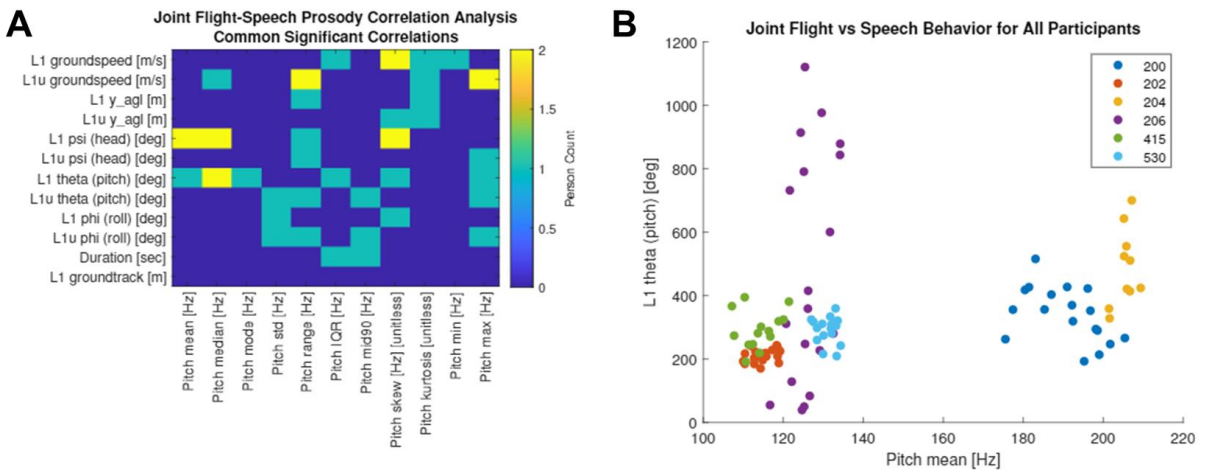 A
Joint Flight-Speech Prosody Correlation Analysis
Common Significant Correlations
L1 groundspeed [m/s]
L1u groundspeed [m/s]
L1 y_agl [m]
L1u y_agl [m]
L1 psi (head) [deg]
L1u psi (head) [deg]
L1 theta (pitch) [deg]
L1u theta (pitch) [deg]
L1 phi (roll) [deg]
L1u phi (roll) [deg]
Duration [sec]
L1 groundtrack [m]
Pitch mean [Hz]
Pitch median [Hz]
Pitch mode [Hz]
Pitch std [Hz]
Pitch range [Hz]
Pitch IQR [Hz]
Pitch mid90 [Hz]
Pitch skew [Hz] [unitless]
Pitch kurtosis [unitless]
Pitch min [Hz]
Pitch max [Hz]
2
1.5
1
0.5
0
Person Count
B
Joint Flight vs Speech Behavior for All Participants
1200
1000
800
600
400
200
0
L1 theta (pitch) [deg]
100
120
140
160
180
200
220
Pitch mean [Hz]
200
202
204
206
415
530